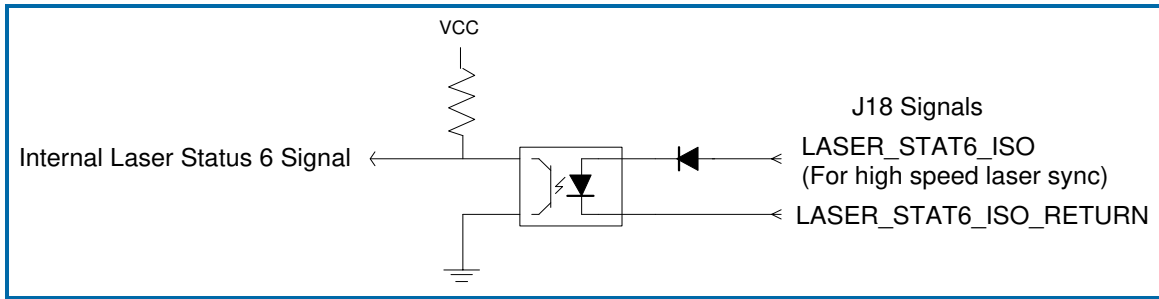 VCC
J18 Signals
Internal Laser Status 6 Signal
LASER_STAT6_ISO
(For high speed laser sync)
LASER_STAT6_ISO_RETURN